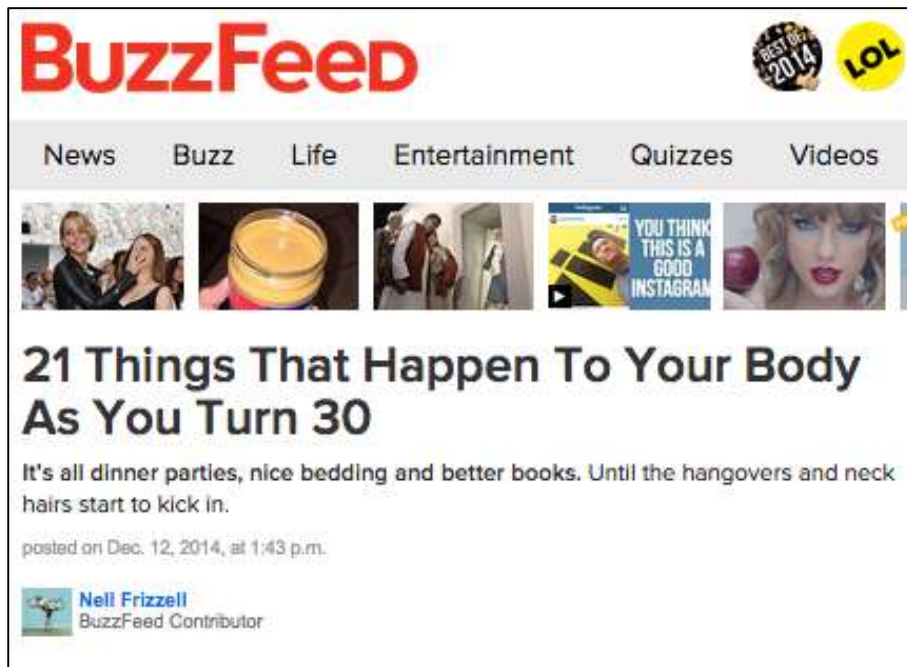 BuzzFeed
BEST OF 2014
LOL
News Buzz Life Entertainment Quizzes Videos
YOU THINK
THIS IS A
GOOD
INSTAGRAM
21 Things That Happen To Your Body
As You Turn 30
It's all dinner parties, nice bedding and better books. Until the hangovers and neck
hairs start to kick in.
posted on Dec. 12, 2014, at 1:43 p.m.
Nell Frizzell
BuzzFeed Contributor